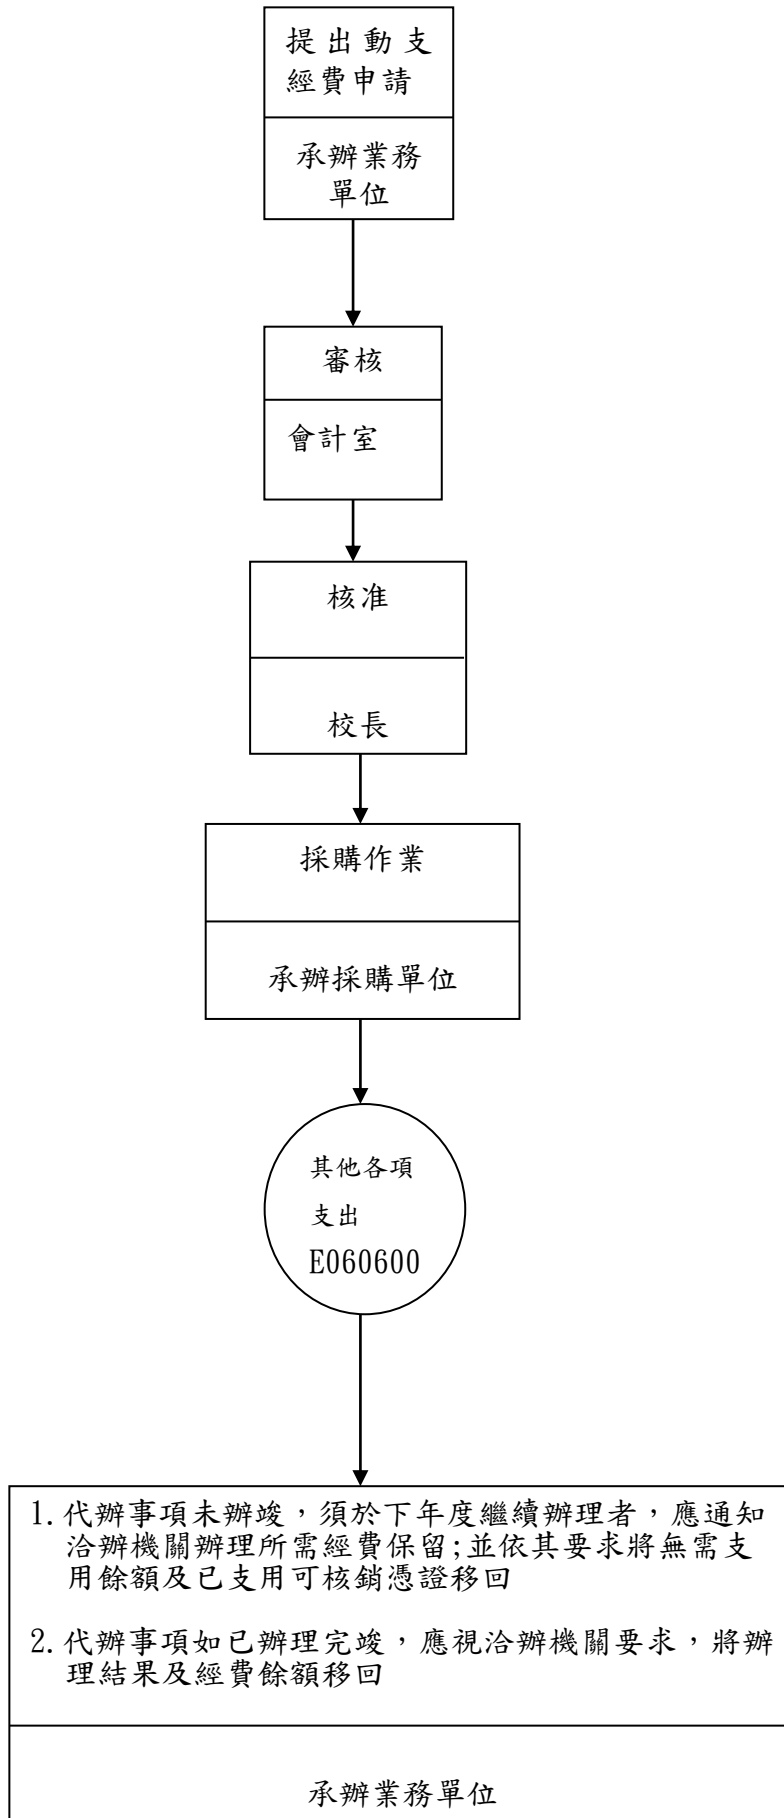 提出動支
經費申請
承辦業務
單位
審核
會計室
核准
校長
採購作業
承辦採購單位
其他各項
支出
E060600
1.代辦事項未辦竣，須於下年度繼續辦理者，應通知
洽辦機關辦理所需經費保留;並依其要求將無需支
用餘額及已支用可核銷憑證移回
2.代辦事項如已辦理完竣，應視洽辦機關要求，將辦
理結果及經費餘額移回
承辦業務單位